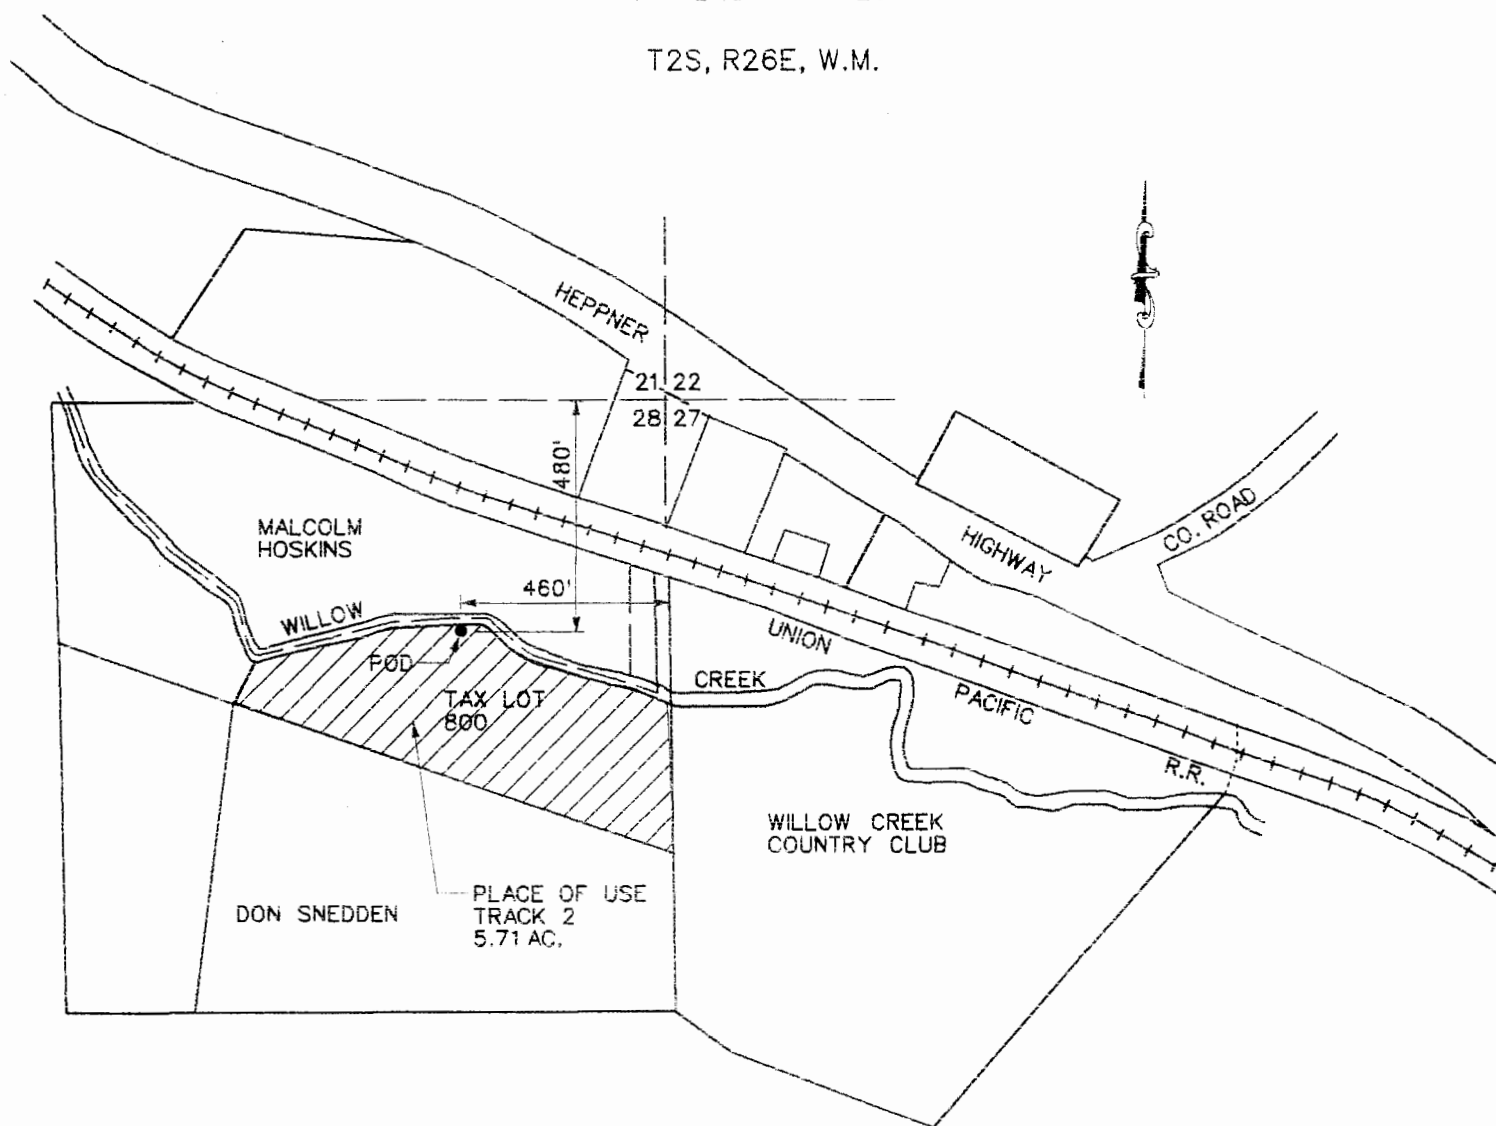 T2S, R26E, W.M.
HEPPNER
21 22
28 27
480'
MALCOLM
HOSKINS
HIGHWAY
CO. ROAD
460'
WILLOW
UNION
POD
CREEK
PACIFIC
TAX LOT
800
R.R.
WILLOW CREEK
COUNTRY CLUB
DON SNEDDEN
PLACE OF USE
TRACK 2
5.71 AC.